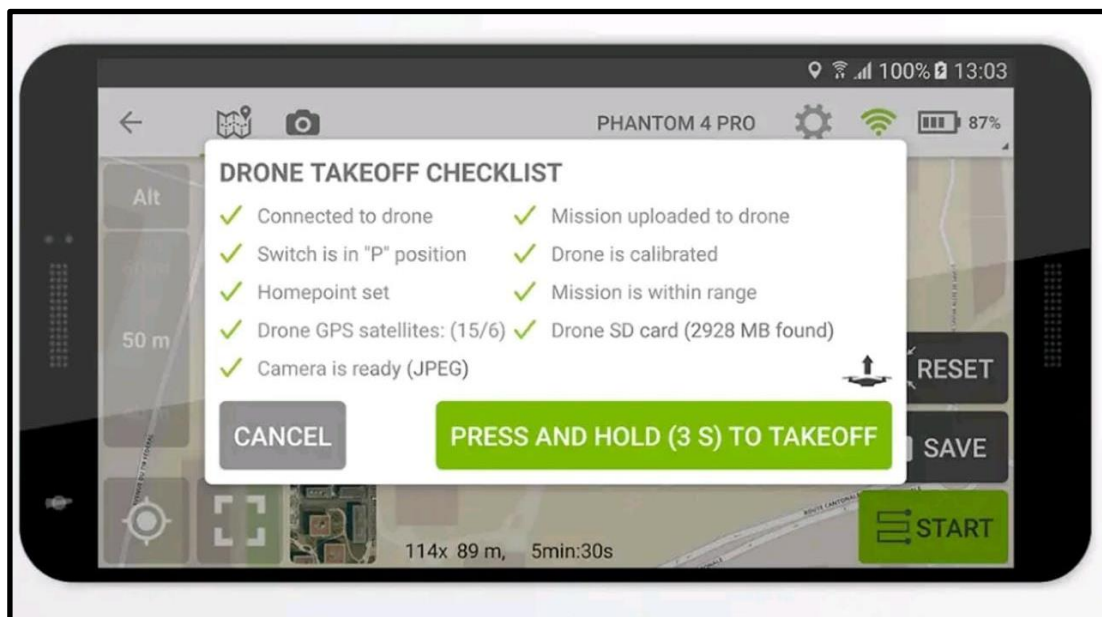 100% 13:03
PHANTOM 4 PRO 87%
DRONE TAKEOFF CHECKLIST
Alt
Connected to drone
Mission uploaded to drone
Switch is in "P" position
Drone is calibrated
Homepoint set
Mission is within range
50 m
Drone GPS satellites: (15/6)
Drone SD card (2928 MB found)
Camera is ready (JPEG)
RESET
CANCEL
PRESS AND HOLD (3 S) TO TAKEOFF
SAVE
ROUTE CANTONALE
START
114x 89 m, 5min:30s